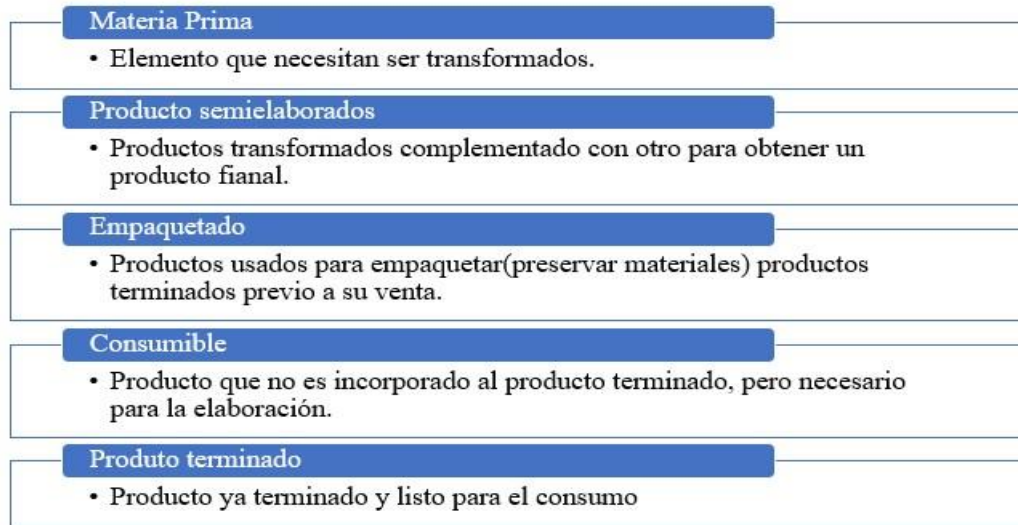 Materia Prima
• Elemento que necesitan ser transformados.
Producto semielaborados
• Productos transformados complementado con otro para obtener un
producto fianal.
Empaquetado
• Productos usados para empaquetar(preservar materiales) productos
terminados previo a su venta.
Consumible
• Producto que no es incorporado al producto terminado, pero necesario
para la elaboración.
Produto terminado
• Producto ya terminado y listo para el consumo